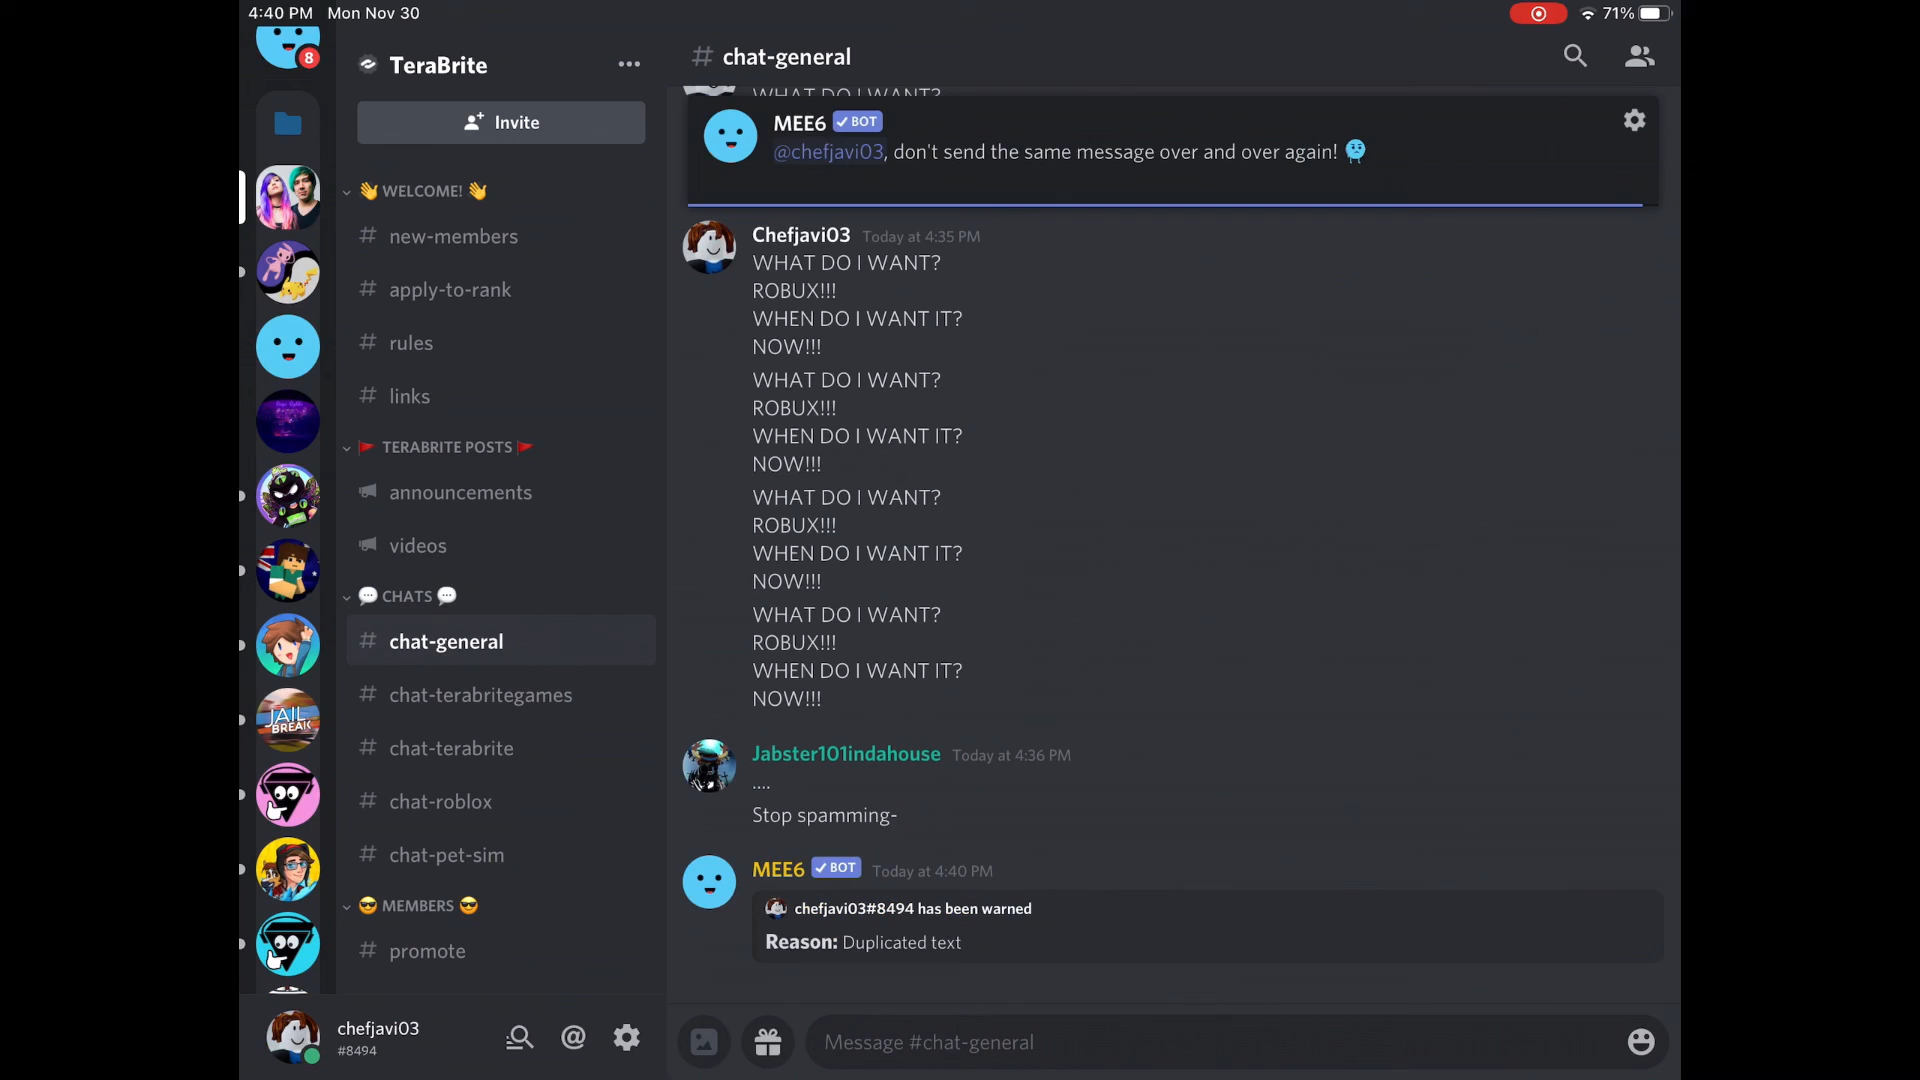 4:40 PM Mon Nov 30
71%
8
TeraBrite
Invite
👋 WELCOME! 👋
# new-members
# apply-to-rank
# rules
# links
🚩 TERABRITE POSTS 🚩
announcements
videos
💬 CHATS 💬
# chat-general
# chat-terabritegames
# chat-terabrite
# chat-roblox
# chat-pet-sim
😎 MEMBERS 😎
# promote
chefjavi03
#8494
JAIL
BREAK
# chat-general
WHAT DO I WANT?
MEE6 ✔ BOT
@chefjavi03, don't send the same message over and over again!
Chefjavi03 Today at 4:35 PM
WHAT DO I WANT?
ROBUX!!!
WHEN DO I WANT IT?
NOW!!!
WHAT DO I WANT?
ROBUX!!!
WHEN DO I WANT IT?
NOW!!!
WHAT DO I WANT?
ROBUX!!!
WHEN DO I WANT IT?
NOW!!!
WHAT DO I WANT?
ROBUX!!!
WHEN DO I WANT IT?
NOW!!!
Jabster101indahouse Today at 4:36 PM
....
Stop spamming-
MEE6 ✔ BOT Today at 4:40 PM
chefjavi03#8494 has been warned
Reason: Duplicated text
Message #chat-general